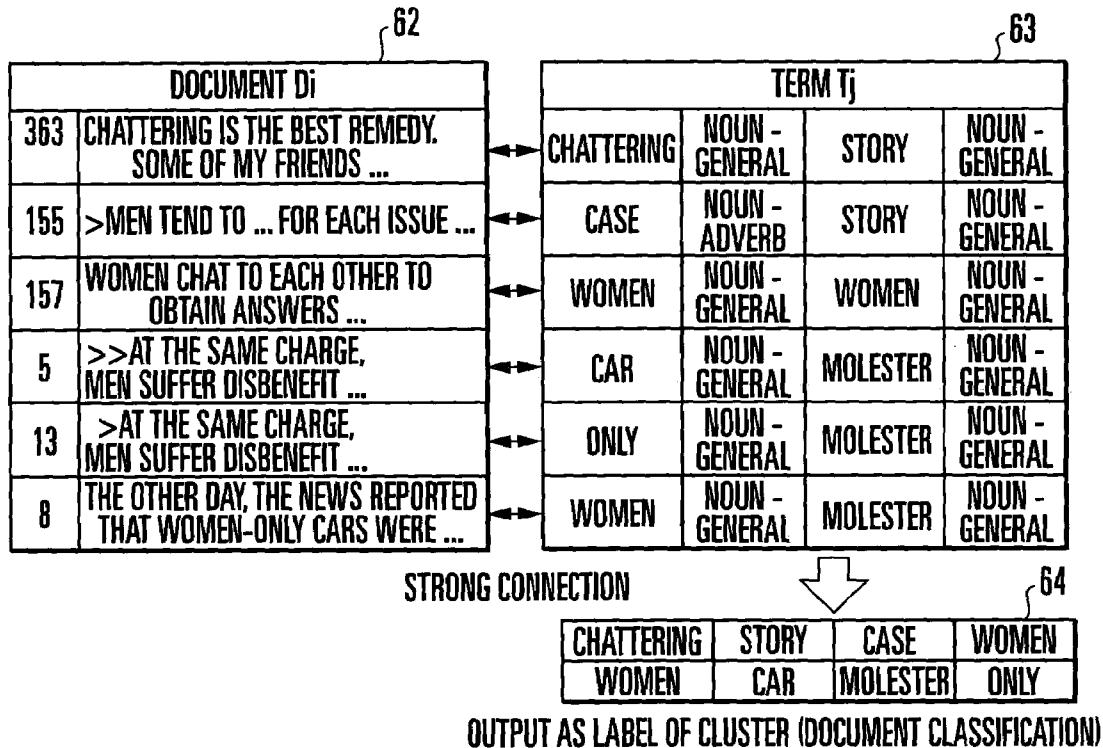 62
63
DOCUMENT Di
TERM Tj
363
CHATTERING IS THE BEST REMEDY.
SOME OF MY FRIENDS ...
CHATTERING
NOUN -
GENERAL
STORY
NOUN -
GENERAL
155
>MEN TEND TO ... FOR EACH ISSUE ...
CASE
NOUN -
ADVERB
STORY
NOUN -
GENERAL
157
WOMEN CHAT TO EACH OTHER TO
OBTAIN ANSWERS ...
WOMEN
NOUN -
GENERAL
WOMEN
NOUN -
GENERAL
5
>>AT THE SAME CHARGE,
MEN SUFFER DISBENEFIT ...
CAR
NOUN -
GENERAL
MOLESTER
NOUN -
GENERAL
13
>AT THE SAME CHARGE,
MEN SUFFER DISBENEFIT ...
ONLY
NOUN -
GENERAL
MOLESTER
NOUN -
GENERAL
8
THE OTHER DAY, THE NEWS REPORTED
THAT WOMEN-ONLY CARS WERE ...
WOMEN
NOUN -
GENERAL
MOLESTER
NOUN -
GENERAL
STRONG CONNECTION
64
CHATTERING STORY CASE WOMEN
WOMEN CAR MOLESTER ONLY
OUTPUT AS LABEL OF CLUSTER (DOCUMENT CLASSIFICATION)